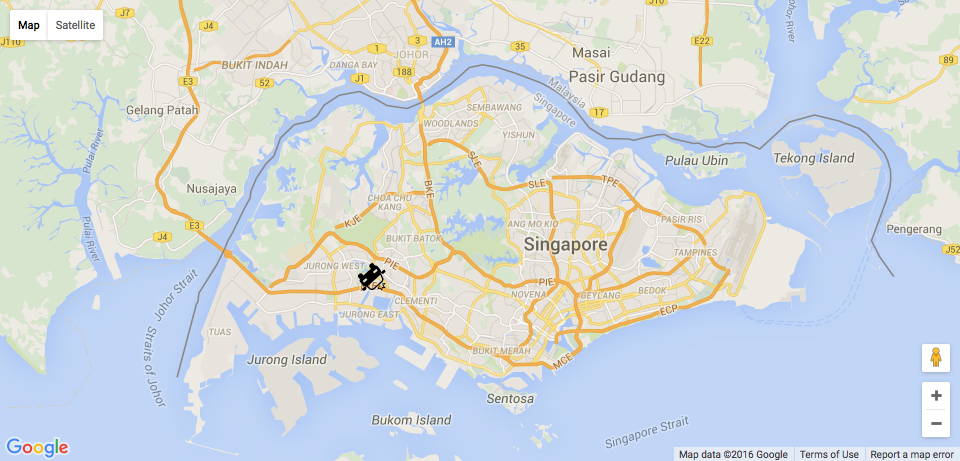 Map
Satellite
J4
E3
AH2
E22
J110
J4
1
JOHOR
35
Masai
BUKIT INDAH
DANGA BAY
188
Pasir Gudang
89
E3
J1
Malaysia
Singapore
17
Gelang Patah
SEMBAWANG
WOODLANDS
YISHUN
Pulai River
Johor River
SLE
Pulau Ubin
Tekong Island
Nusajaya
BKE
SLE
TPE
CHOA CHU
KANG
KJE
ANG MO KIO
PASIR RIS
Pulai River
J4
E3
BUKIT BATOK
Singapore
Pengerang
TAMPINES
J52
JURONG WEST
PIE
PIE
Johor Strait
CLEMENTI
NOVENA
GEYLANG
BEDOK
JURONG EAST
ECP
TUAS
Straits of Johor
BUKIT MERAH
MCE
Jurong Island
Sentosa
Bukom Island
Singapore Strait
Google
Map data ©2016 Google
Terms of Use
Report a map error